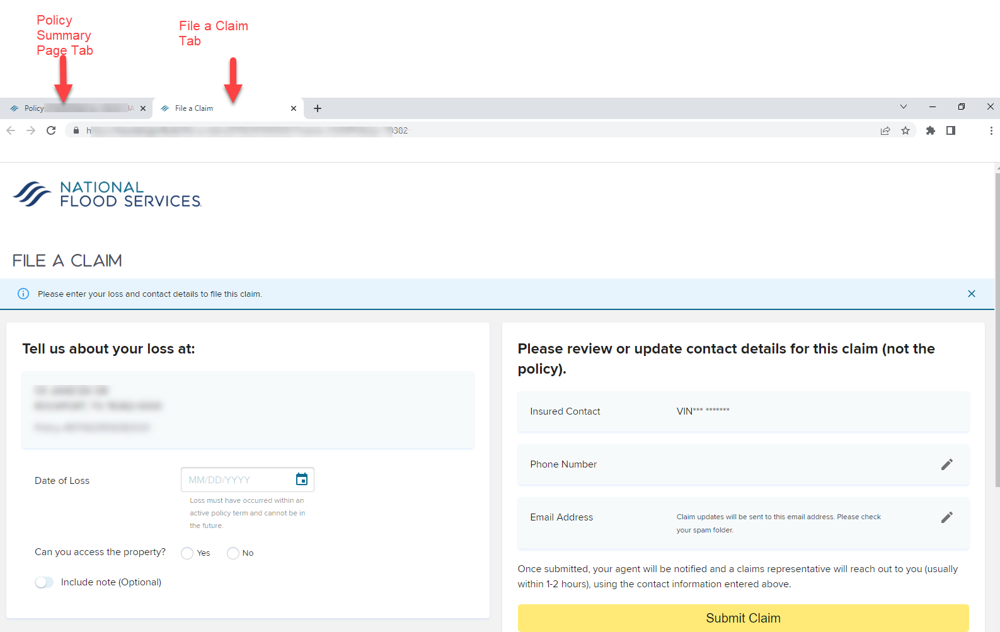 Policy
Summary
Page Tab
File a Claim
Tab
Policy
File a Claim
h
382
NATIONAL
FLOOD SERVICES.
FILE A CLAIM
Please enter your loss and contact details to file this claim.
Tell us about your loss at:
Date of Loss
MM/DD/YYYY
Loss must have occurred within an
active policy term and cannot be in
the future.
Can you access the property?
Yes
No
Include note (Optional)
Please review or update contact details for this claim (not the
policy).
Insured Contact
VIN*** *******
Phone Number
Email Address
Claim updates will be sent to this email address. Please check
your spam folder.
Once submitted, your agent will be notified and a claims representative will reach out to you (usually
within 1-2 hours), using the contact information entered above.
Submit Claim